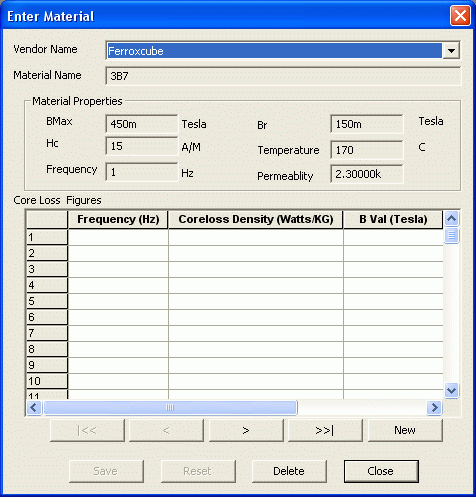 Enter Material
Vendor Name Ferroxcube
Material Name 3B7
Material Properties
BMax 450m Tesla Br 150m Tesla
Hc 15 A/M Temperature 170 C
Frequency 1 Hz Permeablity 2.30000k
Core Loss Figures
Frequency (Hz) Coreloss Density (Watts/KG) B Val (Tesla)
1
2
3
4
5
6
7
8
9
10
11
|<< < > >>| New
Save Reset Delete Close